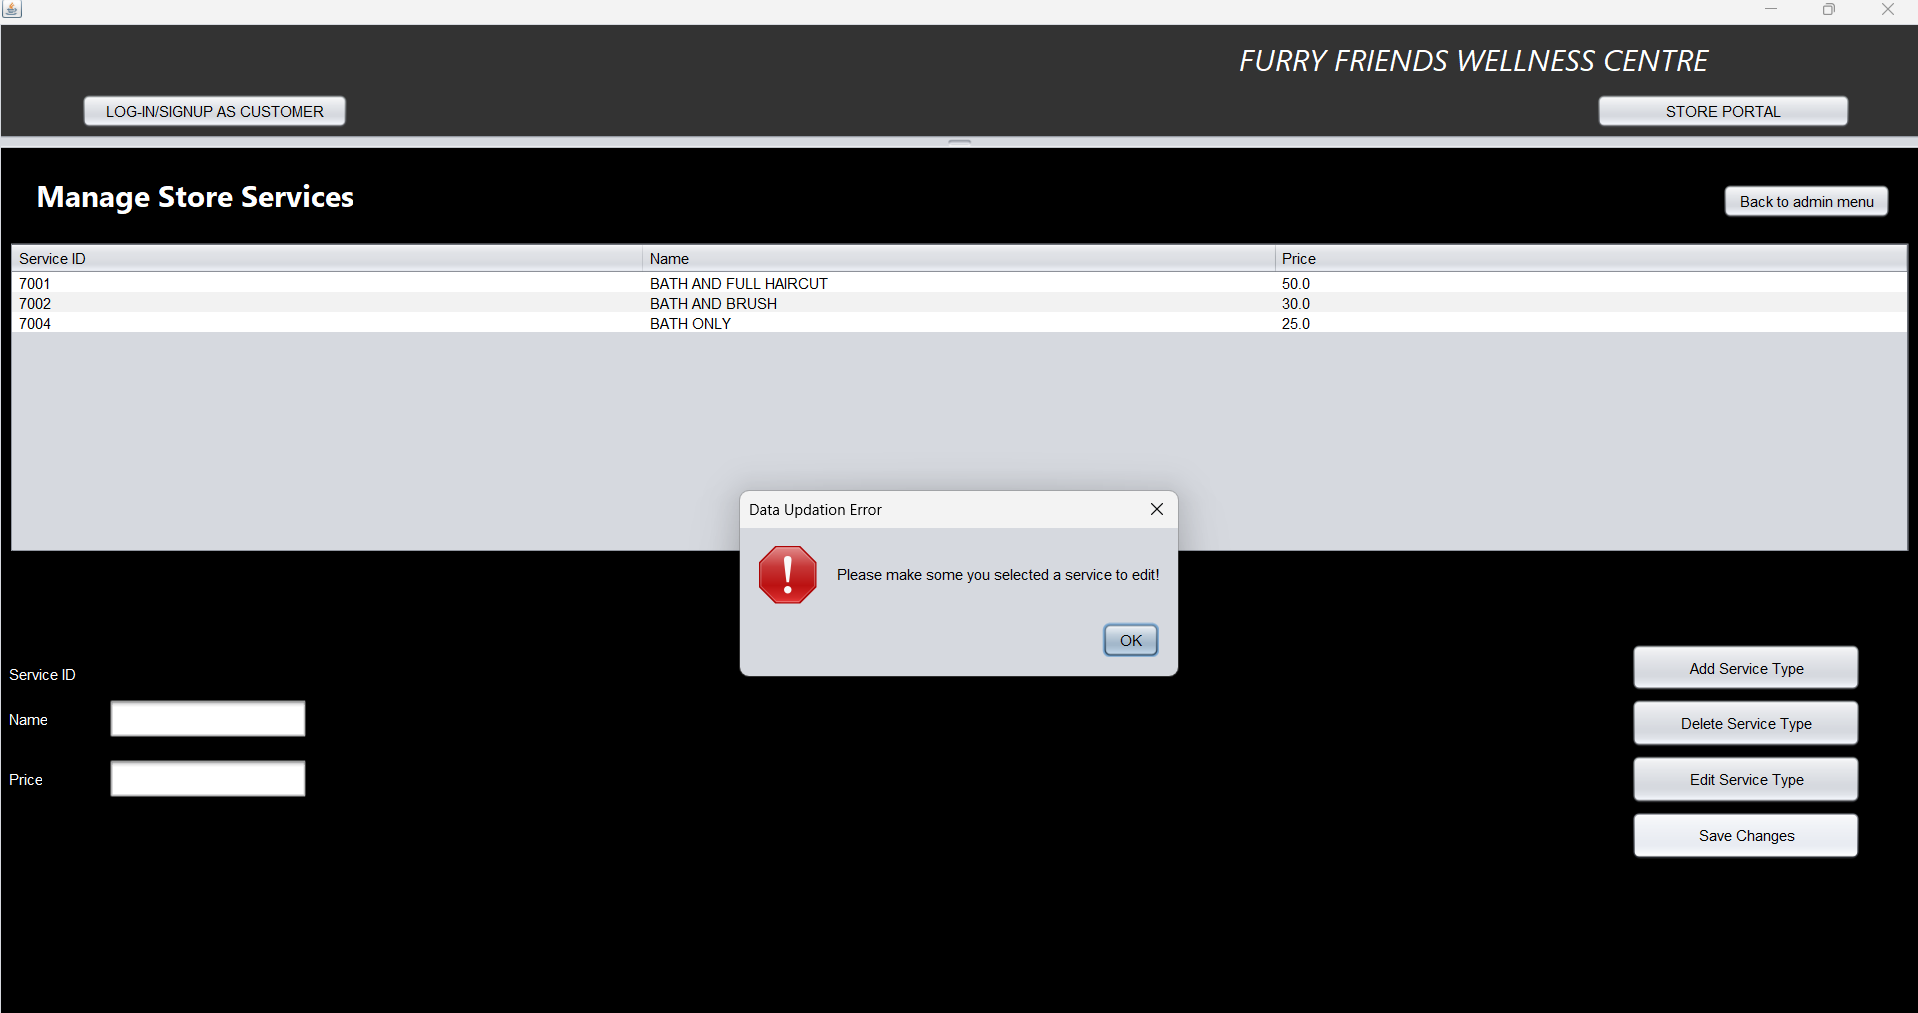 FURRY FRIENDS WELLNESS CENTRE
LOG-IN/SIGNUP AS CUSTOMER
STORE PORTAL
Manage Store Services
Back to admin menu
Service ID Name Price
7001 BATH AND FULL HAIRCUT 50.0
7002 BATH AND BRUSH 30.0
7004 BATH ONLY 25.0
Data Updation Error
Please make some you selected a service to edit!
OK
Service ID
Name
Price
Add Service Type
Delete Service Type
Edit Service Type
Save Changes